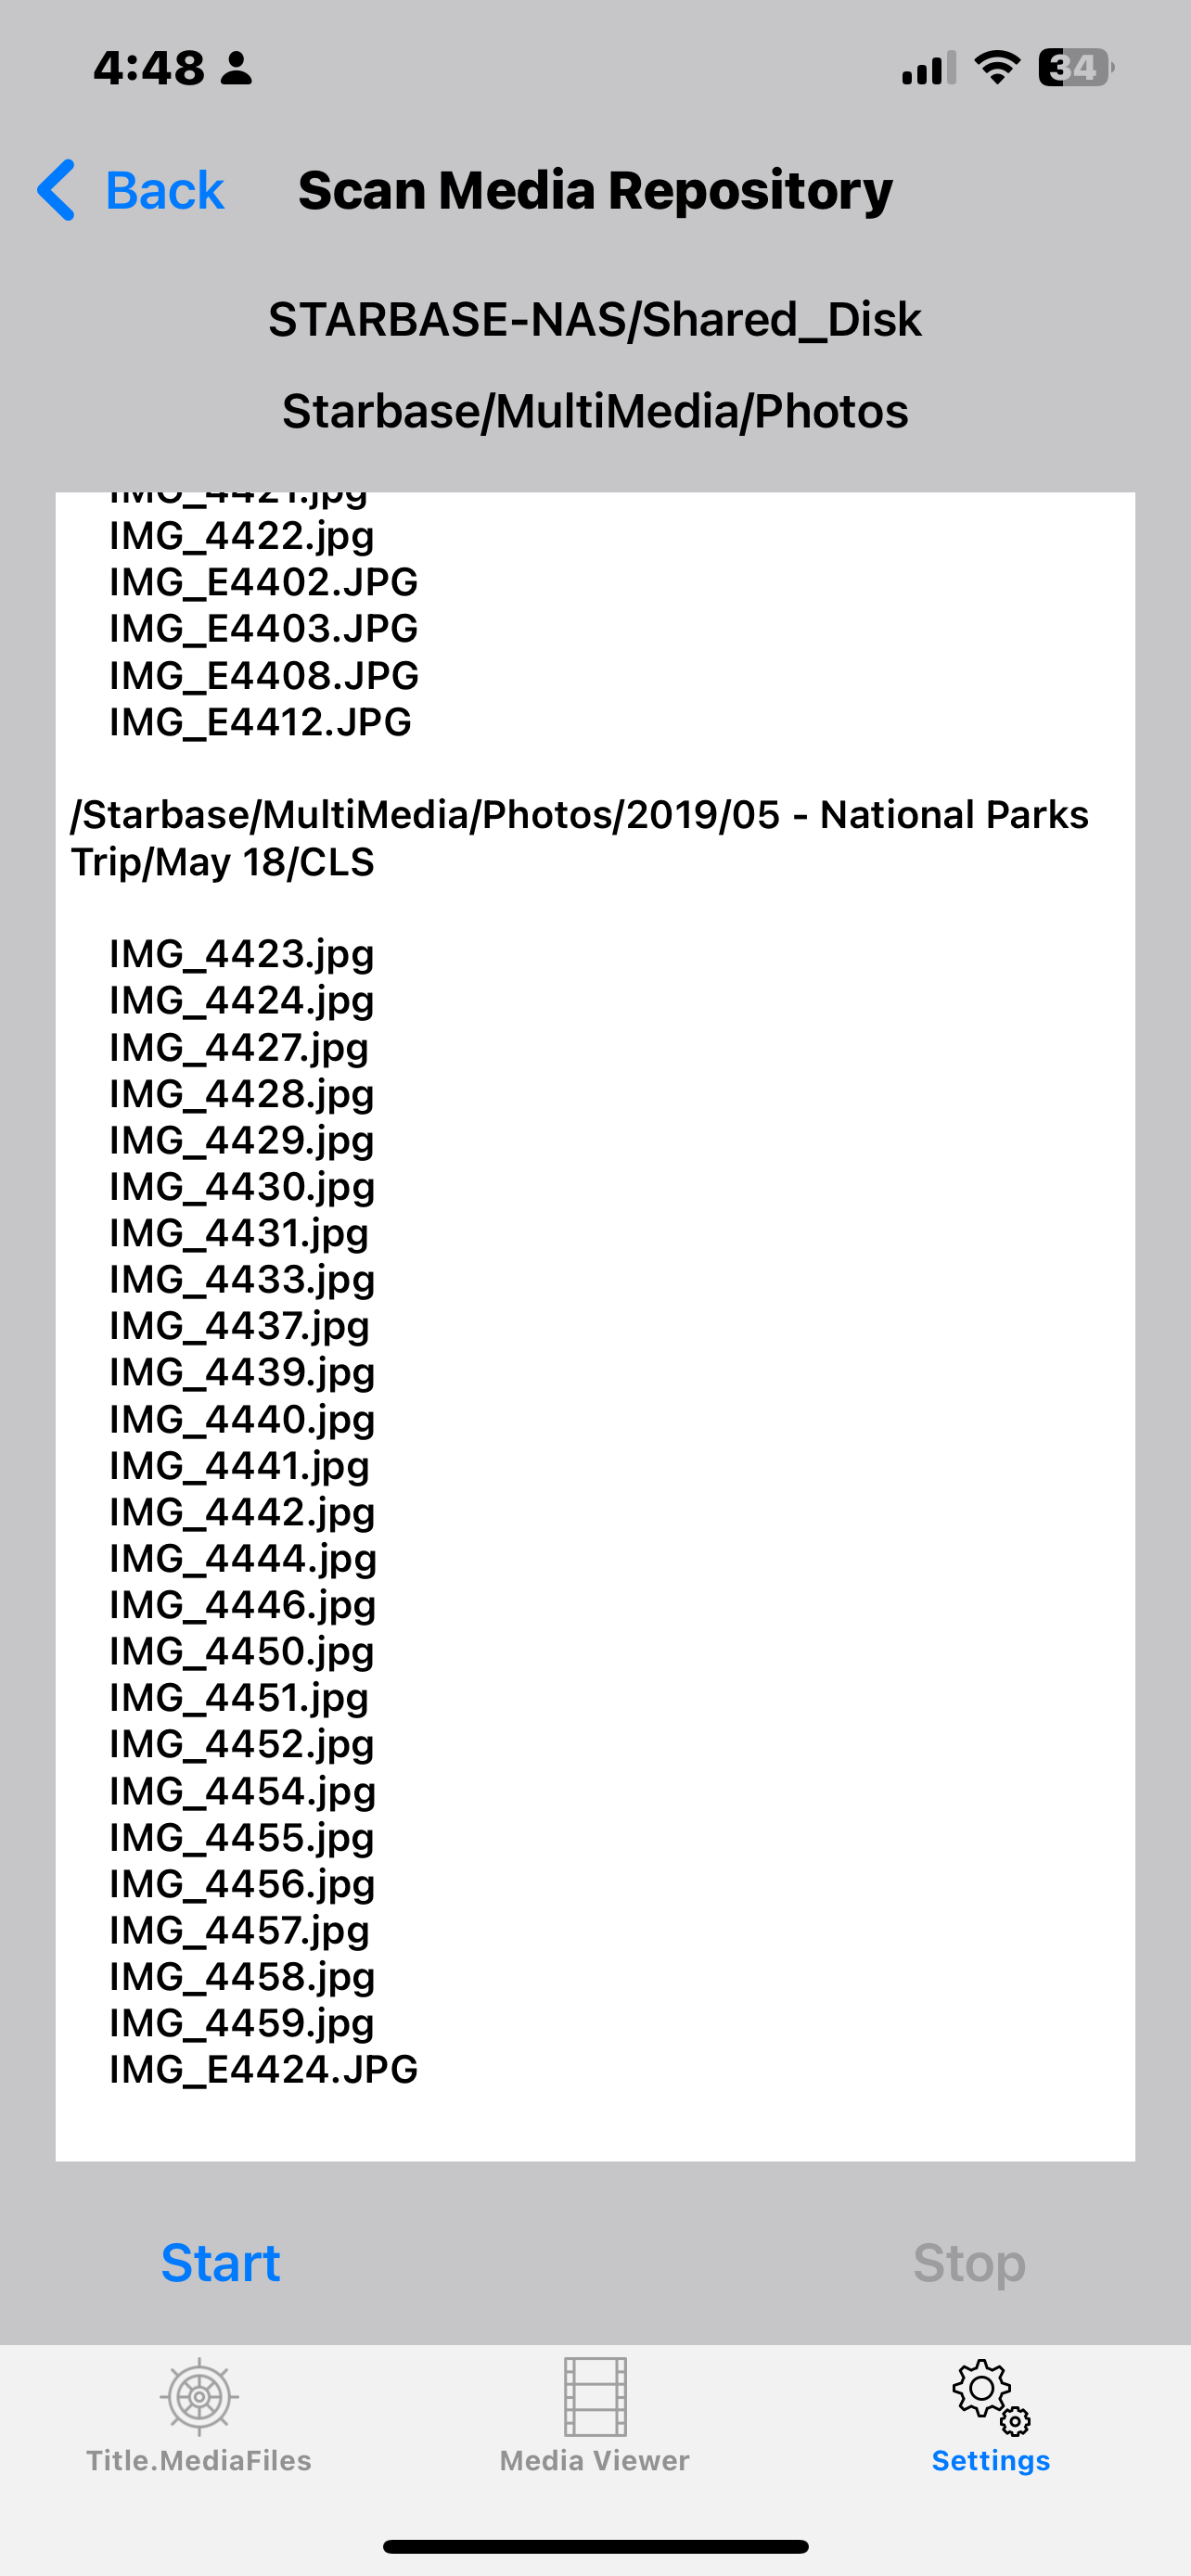 4:48
34
Back
Scan Media Repository
STARBASE-NAS/Shared_Disk
Starbase/MultiMedia/Photos
IMG_4421.jpg
IMG_4422.jpg
IMG_E4402.JPG
IMG_E4403.JPG
IMG_E4408.JPG
IMG_E4412.JPG
/Starbase/MultiMedia/Photos/2019/05 - National Parks
Trip/May 18/CLS
IMG_4423.jpg
IMG_4424.jpg
IMG_4427.jpg
IMG_4428.jpg
IMG_4429.jpg
IMG_4430.jpg
IMG_4431.jpg
IMG_4433.jpg
IMG_4437.jpg
IMG_4439.jpg
IMG_4440.jpg
IMG_4441.jpg
IMG_4442.jpg
IMG_4444.jpg
IMG_4446.jpg
IMG_4450.jpg
IMG_4451.jpg
IMG_4452.jpg
IMG_4454.jpg
IMG_4455.jpg
IMG_4456.jpg
IMG_4457.jpg
IMG_4458.jpg
IMG_4459.jpg
IMG_E4424.JPG
Start
Stop
Title.MediaFiles
Media Viewer
Settings